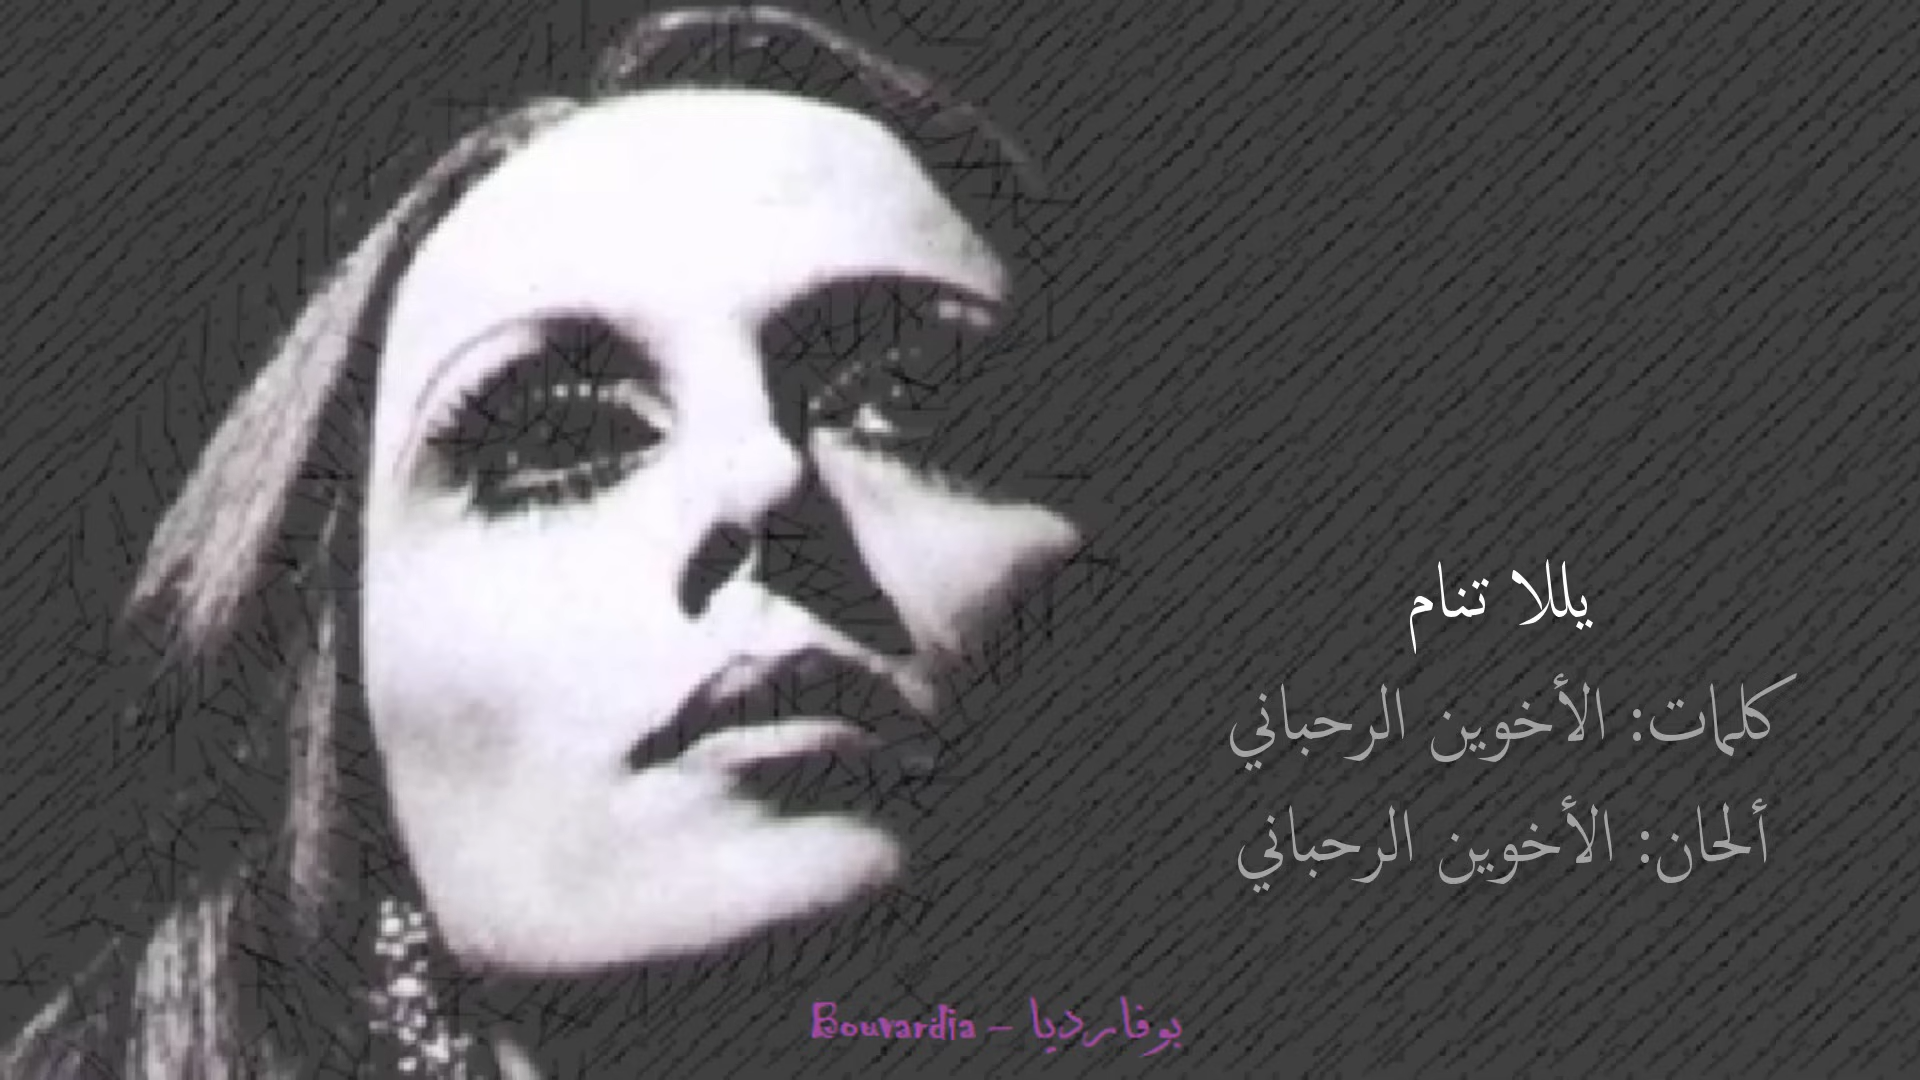 يللا تنام
كلمات: الأخوين الرحباني
ألحان: الأخوين الرحباني
Bouvardia - بوفارديا